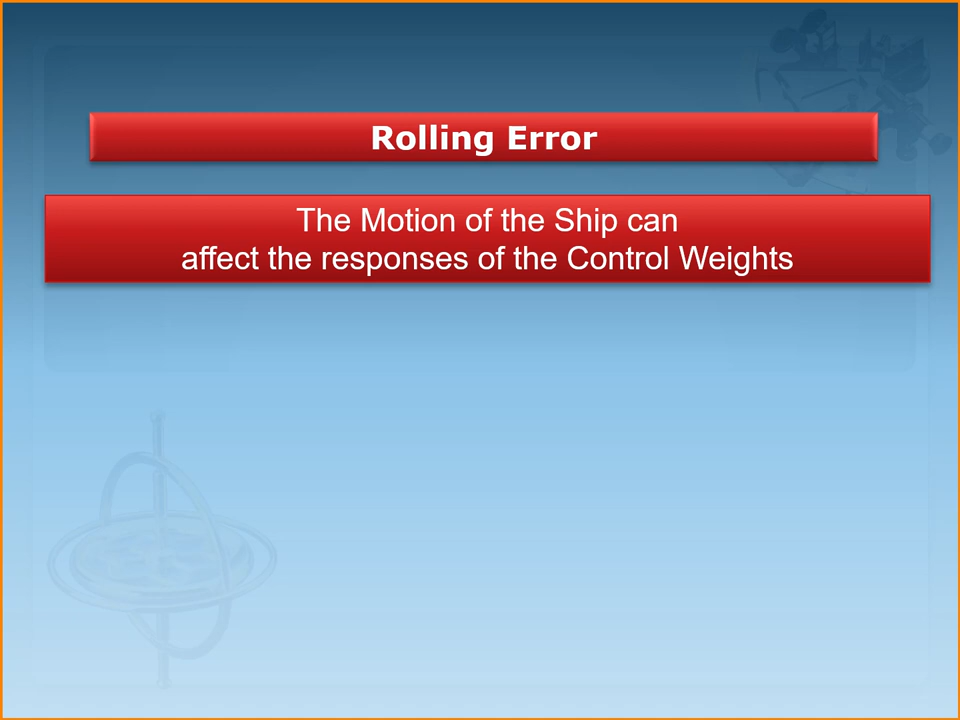 Rolling Error
The Motion of the Ship can
affect the responses of the Control Weights